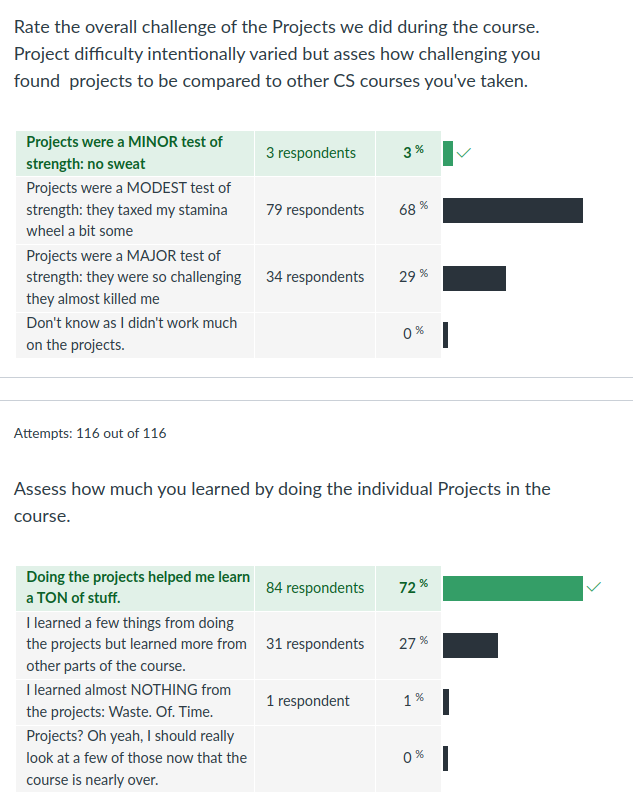 Rate the overall challenge of the Projects we did during the course.
Project difficulty intentionally varied but asses how challenging you
found  projects to be compared to other CS courses you've taken.
Projects were a MINOR test of
strength: no sweat
3 respondents
3 %
Projects were a MODEST test of
strength: they taxed my stamina
wheel a bit some
79 respondents
68 %
Projects were a MAJOR test of
strength: they were so challenging
they almost killed me
34 respondents
29 %
Don't know as I didn't work much
on the projects.
0 %
Attempts: 116 out of 116
Assess how much you learned by doing the individual Projects in the
course.
Doing the projects helped me learn
a TON of stuff.
84 respondents
72 %
I learned a few things from doing
the projects but learned more from
other parts of the course.
31 respondents
27 %
I learned almost NOTHING from
the projects: Waste. Of. Time.
1 respondent
1 %
Projects? Oh yeah, I should really
look at a few of those now that the
course is nearly over.
0 %